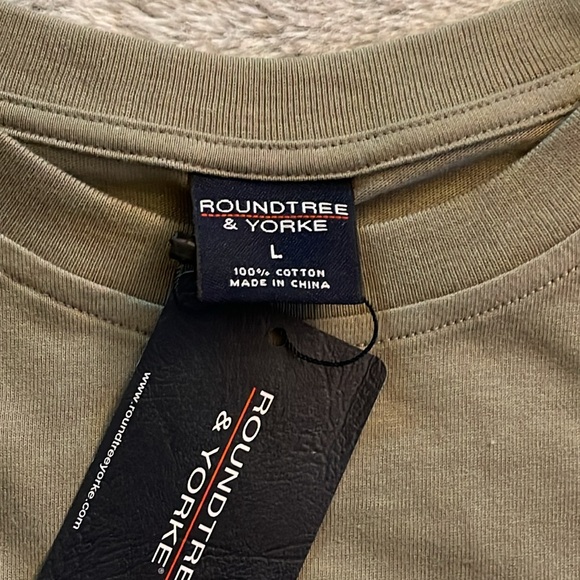 ROUNDTREE
& YORKE
L
100% COTTON
MADE IN CHINA
www.roundtreeyorke.com
ROUNDTREE
& YORKE®